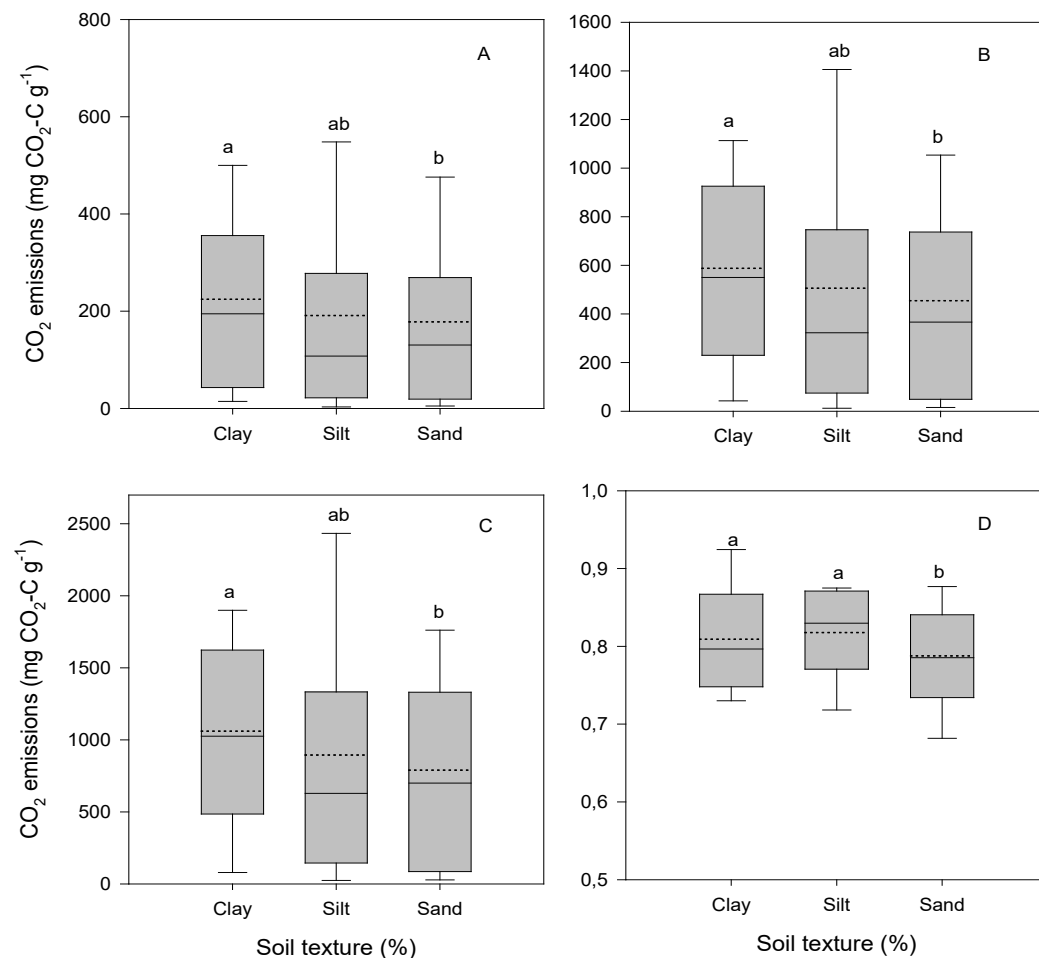 CO₂ emissions (mg CO₂-C g⁻¹)
800
600
400
200
0
A
a
ab
b
Clay
Silt
Sand
1600
1400
1200
1000
800
600
400
200
0
B
a
ab
b
Clay
Silt
Sand
CO₂ emissions (mg CO₂-C g⁻¹)
2500
2000
1500
1000
500
0
C
a
ab
b
Clay
Silt
Sand
Soil texture (%)
1,0
0,9
0,8
0,7
0,6
0,5
D
a
a
b
Clay
Silt
Sand
Soil texture (%)